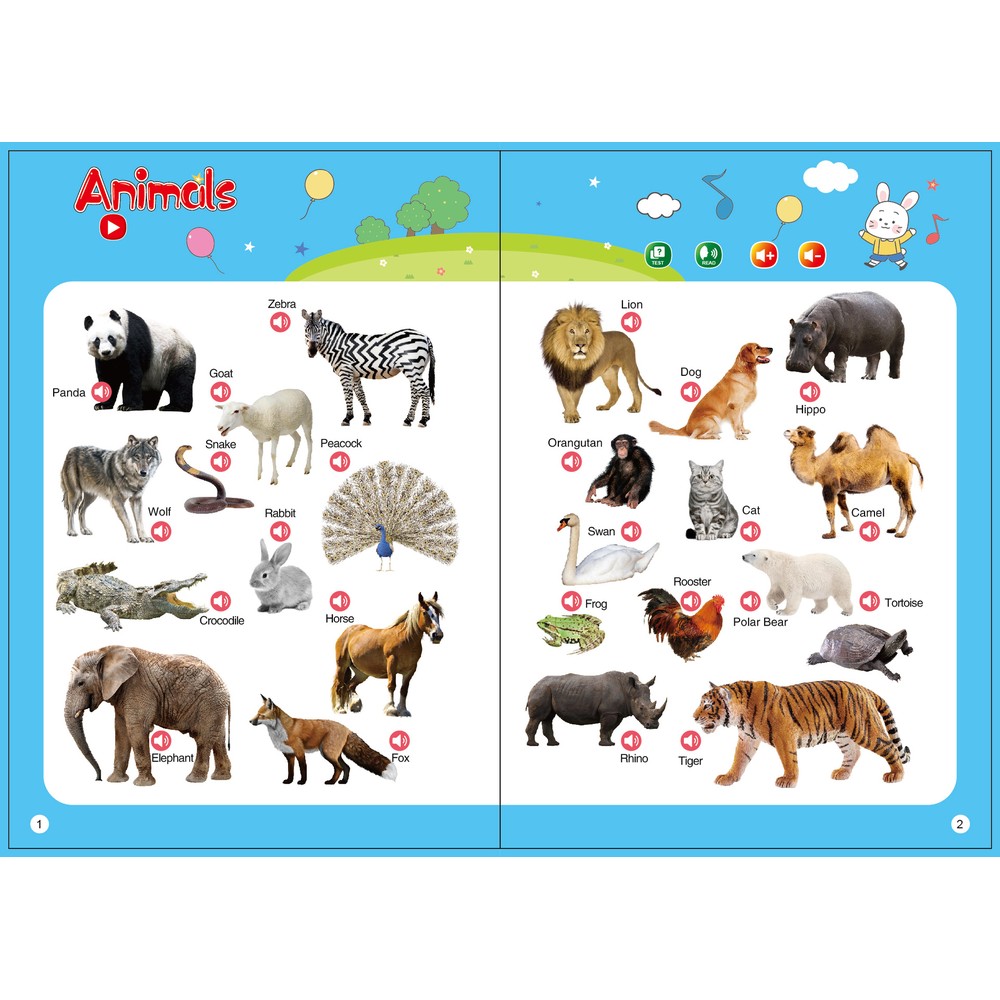 Animals
TEST
READ
Zebra
Panda
Goat
Snake
Peacock
Wolf
Rabbit
Crocodile
Horse
Elephant
Fox
1
Lion
Dog
Hippo
Orangutan
Cat
Camel
Swan
Rooster
Frog
Polar Bear
Tortoise
Rhino
Tiger
2